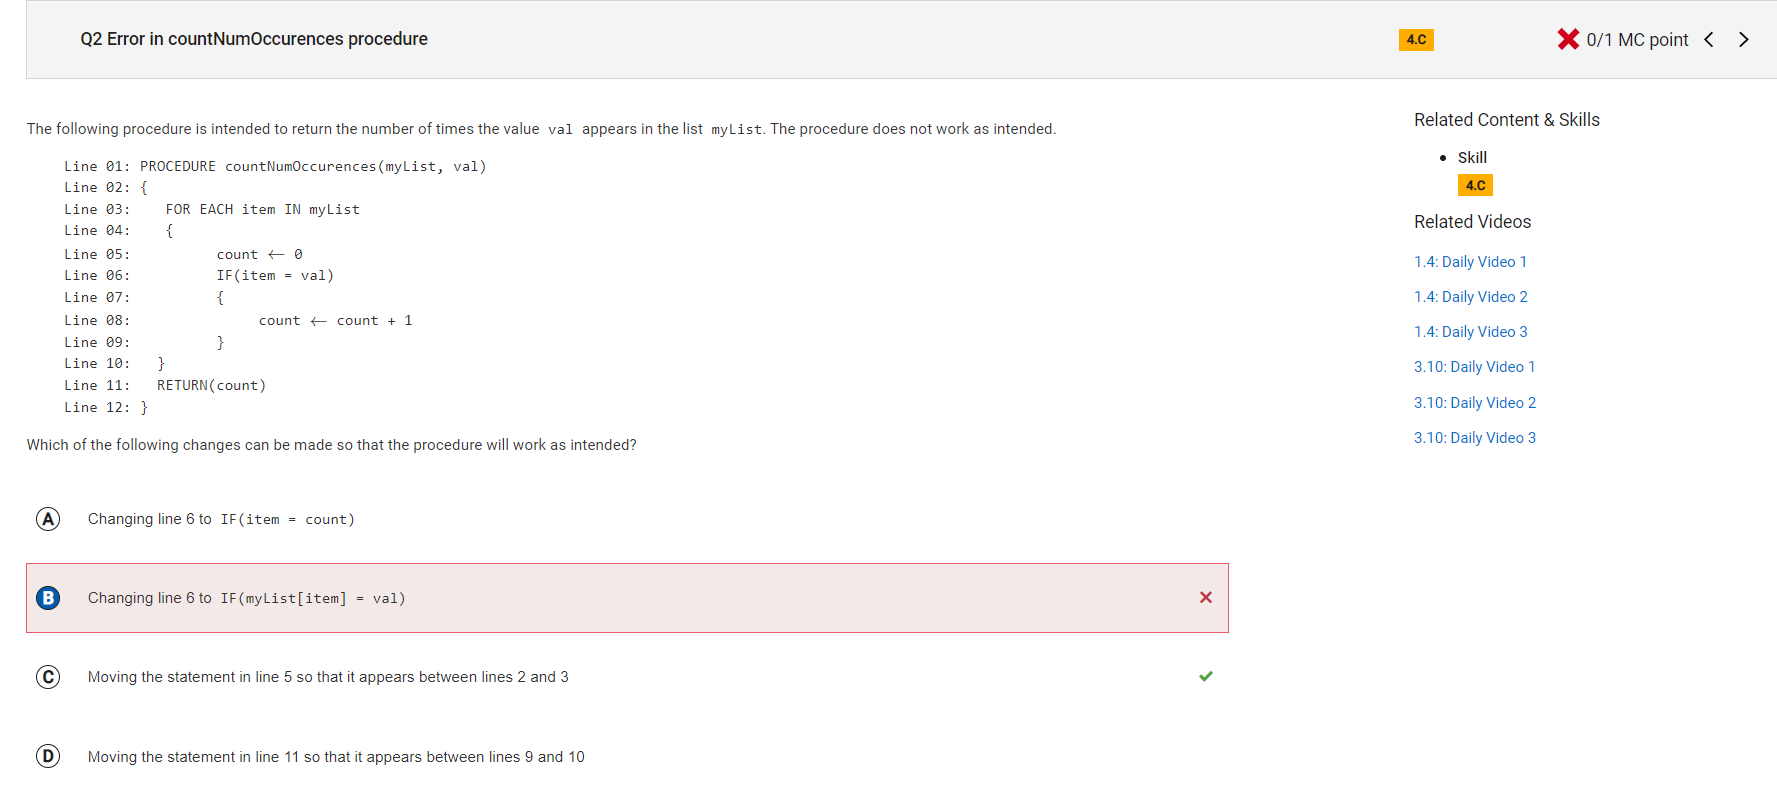 Q2 Error in countNumOccurences procedure
4.C
0/1 MC point
The following procedure is intended to return the number of times the value val appears in the list myList. The procedure does not work as intended.
Line 01: PROCEDURE countNumOccurences(myList, val)
Line 02: {
Line 03: FOR EACH item IN myList
Line 04: {
Line 05: count ← 0
Line 06: IF(item = val)
Line 07: {
Line 08: count ← count + 1
Line 09: }
Line 10: }
Line 11: RETURN(count)
Line 12: }
Which of the following changes can be made so that the procedure will work as intended?
A Changing line 6 to IF(item = count)
B Changing line 6 to IF(myList[item] = val)
C Moving the statement in line 5 so that it appears between lines 2 and 3
D Moving the statement in line 11 so that it appears between lines 9 and 10
Related Content & Skills
• Skill
4.C
Related Videos
1.4: Daily Video 1
1.4: Daily Video 2
1.4: Daily Video 3
3.10: Daily Video 1
3.10: Daily Video 2
3.10: Daily Video 3